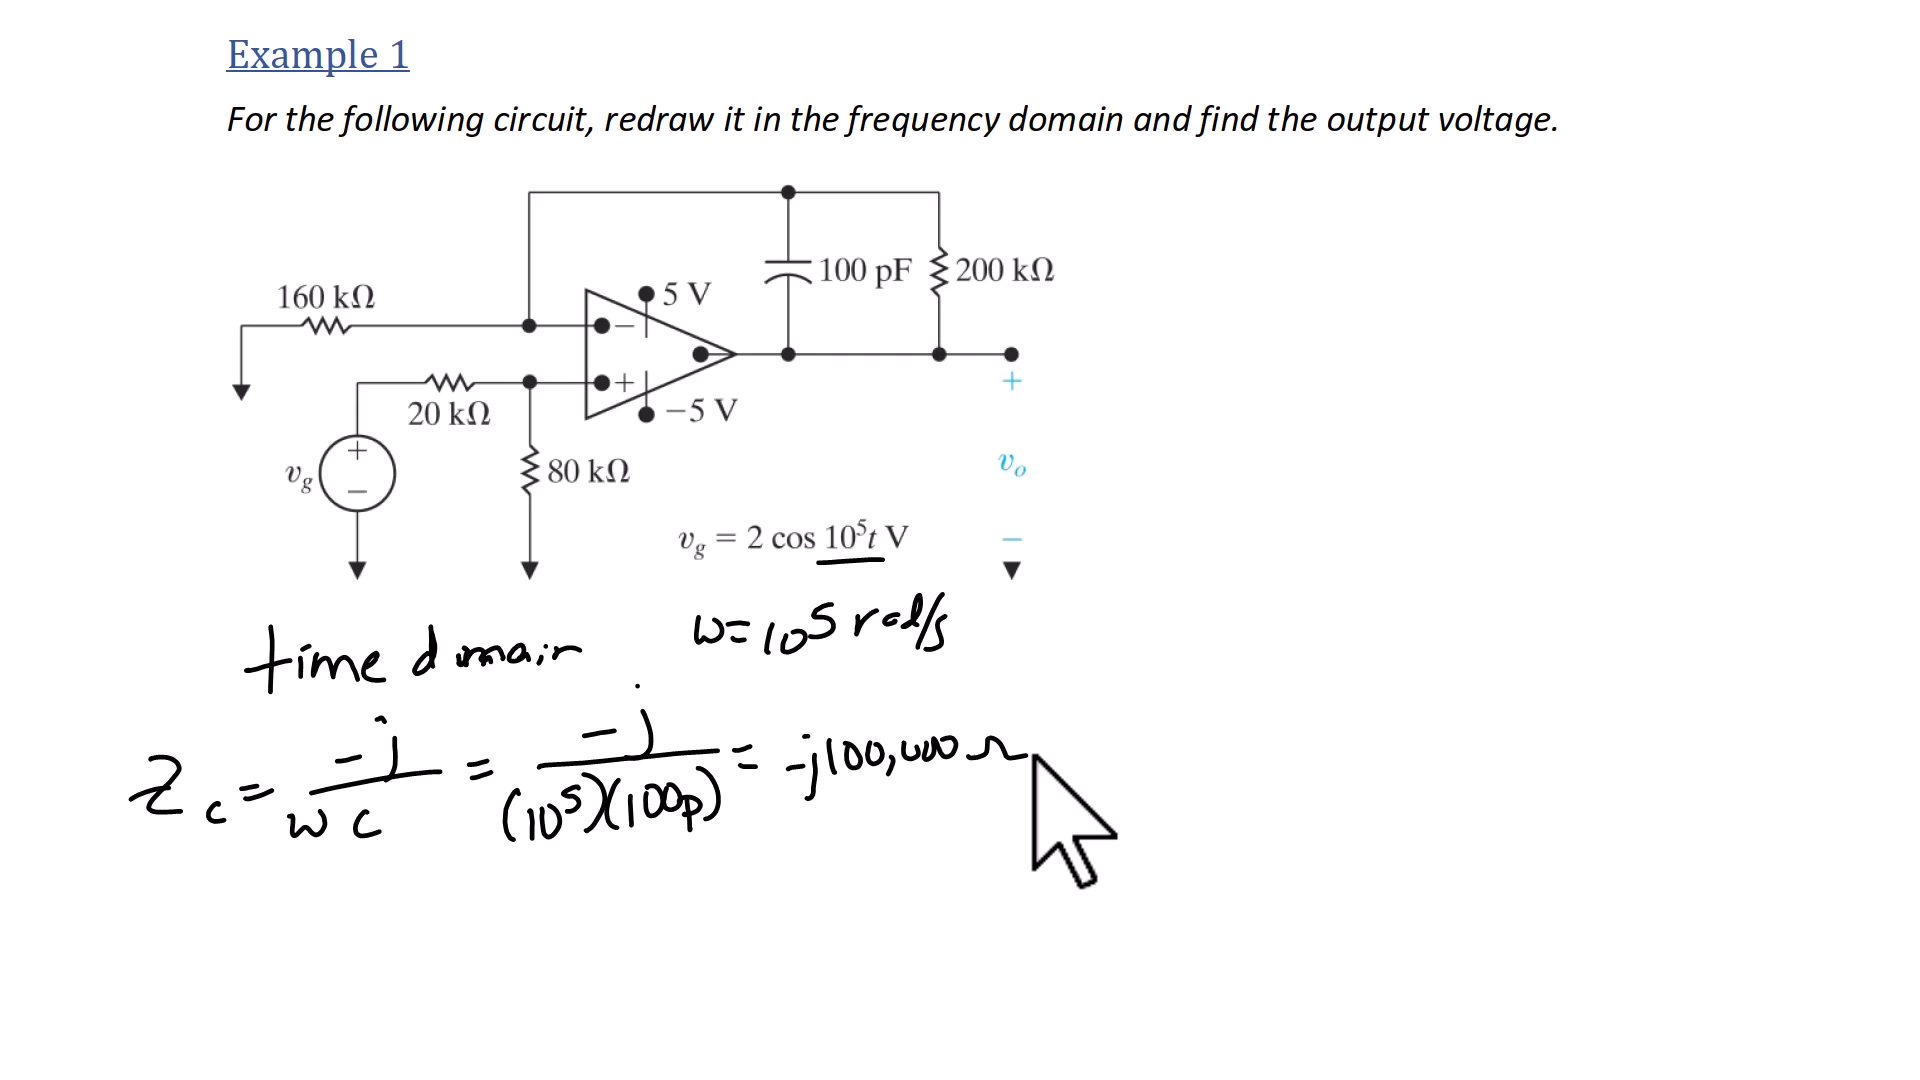 Example 1
For the following circuit, redraw it in the frequency domain and find the output voltage.
100 pF
200 kΩ
160 kΩ
5 V
−
+
+
20 kΩ
−5 V
+
−
v_g
80 kΩ
v_o
v_g = 2 cos 10⁵t V
−
ω=10⁵ rad/s
time domain
Z_c = -j/ωC = -j/(10⁵)(100p) = -j100,000 Ω